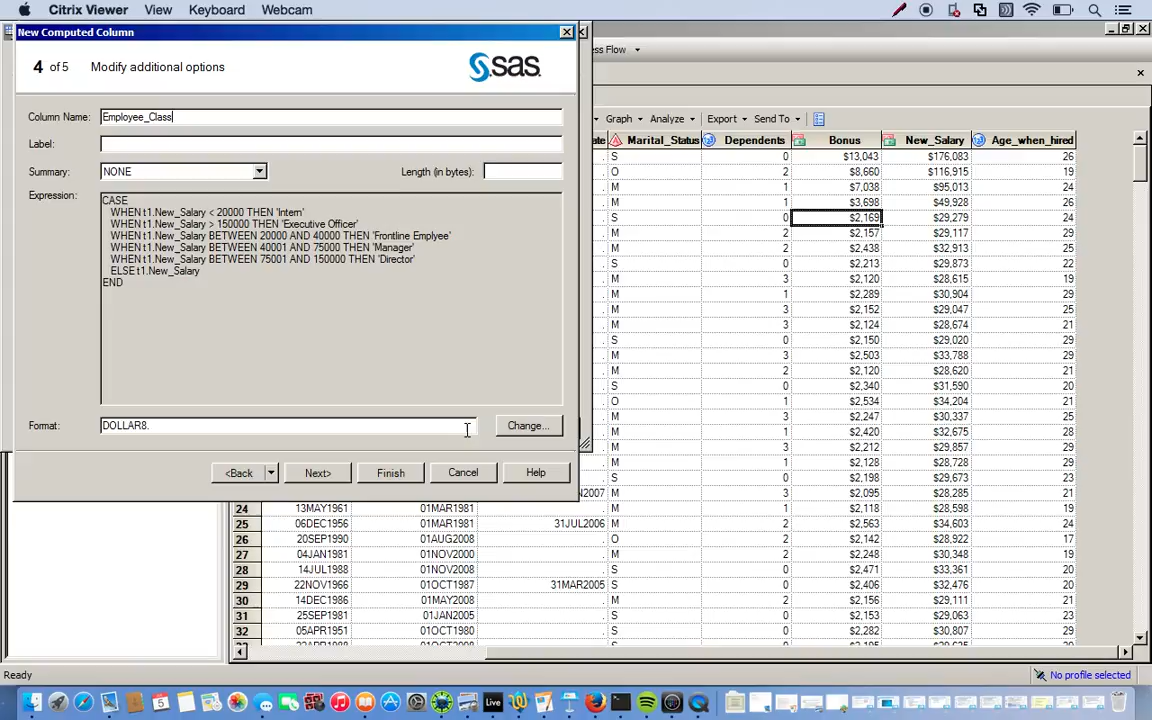 Citrix Viewer View Keyboard Webcam
New Computed Column
4 of 5 Modify additional options
sas
Column Name: Employee_Class
Label:
Summary: NONE Length (in bytes):
Expression:
CASE
WHEN t1.New_Salary < 20000 THEN 'Intern'
WHEN t1.New_Salary > 150000 THEN 'Executive Officer'
WHEN t1.New_Salary BETWEEN 20000 AND 40000 THEN 'Frontline Emplyee'
WHEN t1.New_Salary BETWEEN 40001 AND 75000 THEN 'Manager'
WHEN t1.New_Salary BETWEEN 75001 AND 150000 THEN 'Director'
ELSE t1.New_Salary
END
Format: DOLLAR8. Change...
<Back Next> Finish Cancel Help
ess Flow
Graph Analyze Export Send To
ate Marital_Status Dependents Bonus New_Salary Age_when_hired
. S 0 $13,043 $176,083 26
. O 2 $8,660 $116,915 19
. M 1 $7,038 $95,013 24
. M 1 $3,698 $49,928 26
. S 0 $2,169 $29,279 24
. M 2 $2,157 $29,117 29
. M 2 $2,438 $32,913 25
. S 0 $2,213 $29,873 22
. M 3 $2,120 $28,615 19
. M 1 $2,289 $30,904 29
. M 3 $2,152 $29,047 25
. M 3 $2,124 $28,674 21
. S 0 $2,150 $29,020 29
. M 3 $2,503 $33,788 29
. M 2 $2,120 $28,620 21
. S 0 $2,340 $31,590 20
. O 1 $2,534 $34,204 21
. M 3 $2,247 $30,337 25
. M 1 $2,420 $32,675 28
. M 3 $2,212 $29,857 29
. M 1 $2,128 $28,728 29
. S 0 $2,198 $29,673 23
N2007 M 3 $2,095 $28,285 21
24 13MAY1961 01MAR1981 . M 1 $2,118 $28,598 19
25 06DEC1956 01MAR1981 31JUL2006 M 2 $2,563 $34,603 24
26 20SEP1990 01AUG2008 . O 2 $2,142 $28,922 17
27 04JAN1981 01NOV2000 . M 2 $2,248 $30,348 19
28 14JUL1988 01NOV2008 . S 0 $2,471 $33,361 20
29 22NOV1966 01OCT1987 31MAR2005 S 0 $2,406 $32,476 20
30 14DEC1986 01MAY2008 . M 2 $2,156 $29,111 21
31 25SEP1981 01JAN2005 . S 0 $2,153 $29,063 23
32 05APR1951 01OCT1980 . S 0 $2,282 $30,807 29
Ready No profile selected
5
Live